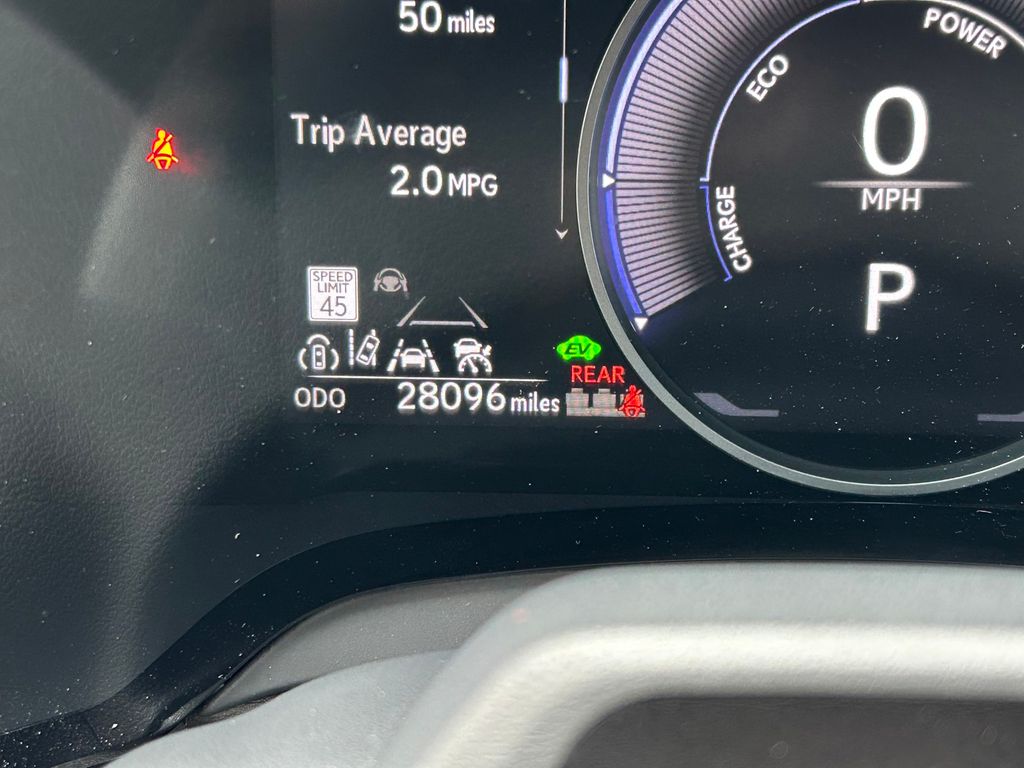 50 miles
Trip Average
2.0 MPG
SPEED
LIMIT
45
ODO 28096 miles
EV
REAR
CHARGE
ECO
POWER
0
MPH
P